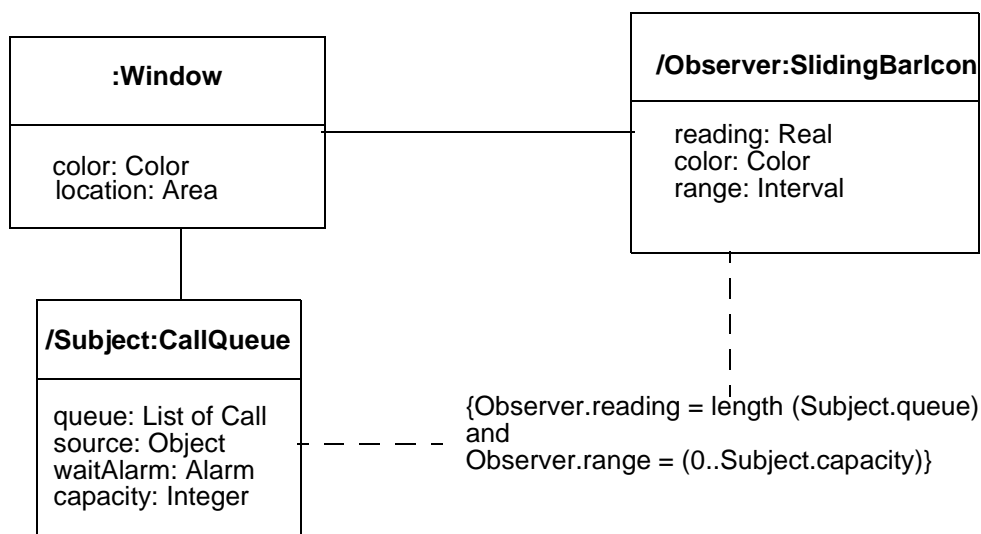 :Window
color: Color
location: Area
/Observer:SlidingBarIcon
reading: Real
color: Color
range: Interval
/Subject:CallQueue
queue: List of Call
source: Object
waitAlarm: Alarm
capacity: Integer
{Observer.reading = length (Subject.queue)
and
Observer.range = (0..Subject.capacity)}